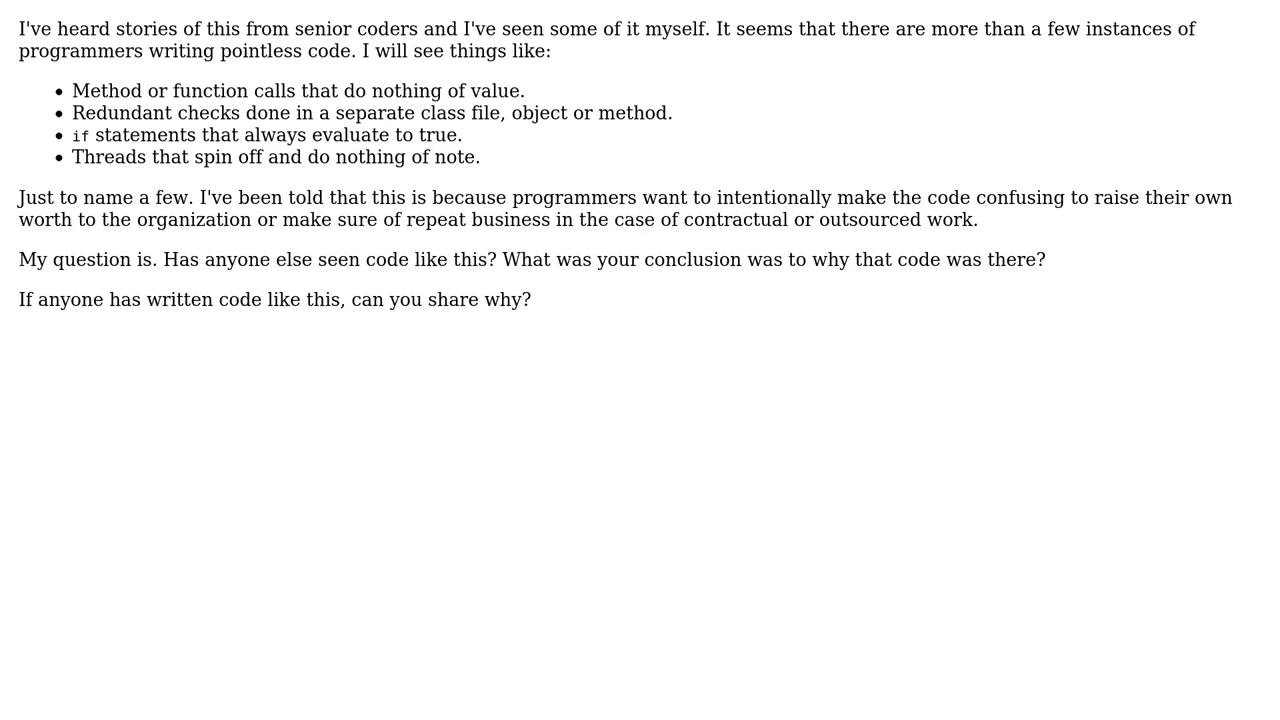 I've heard stories of this from senior coders and I've seen some of it myself. It seems that there are more than a few instances of
programmers writing pointless code. I will see things like:
• Method or function calls that do nothing of value.
• Redundant checks done in a separate class file, object or method.
• if statements that always evaluate to true.
• Threads that spin off and do nothing of note.
Just to name a few. I've been told that this is because programmers want to intentionally make the code confusing to raise their own
worth to the organization or make sure of repeat business in the case of contractual or outsourced work.
My question is. Has anyone else seen code like this? What was your conclusion was to why that code was there?
If anyone has written code like this, can you share why?